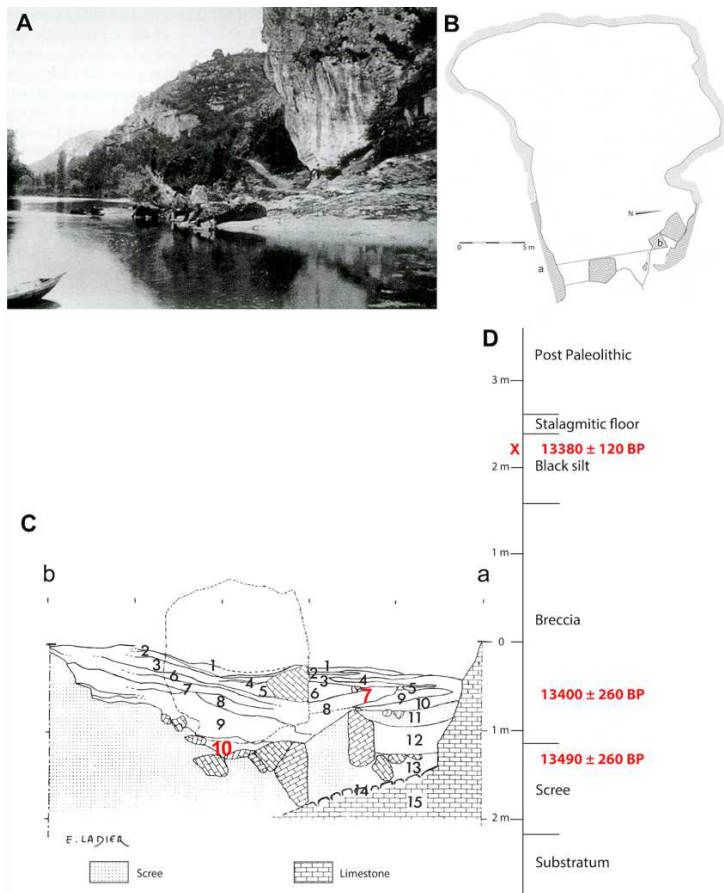 A
B
N
0
5 m
a
b
D
Post Paleolithic
3 m
Stalagmitic floor
X 13380 ± 120 BP
2 m
Black silt
C
1 m
b
a
Breccia
0
2
3
6
7
1
4
5
8
9
10
1
2
3
4
6
7
5
9
8
10
11
12
13
14
15
13400 ± 260 BP
1 m
13490 ± 260 BP
Scree
2 m
E. LADIER
Scree
Limestone
Substratum